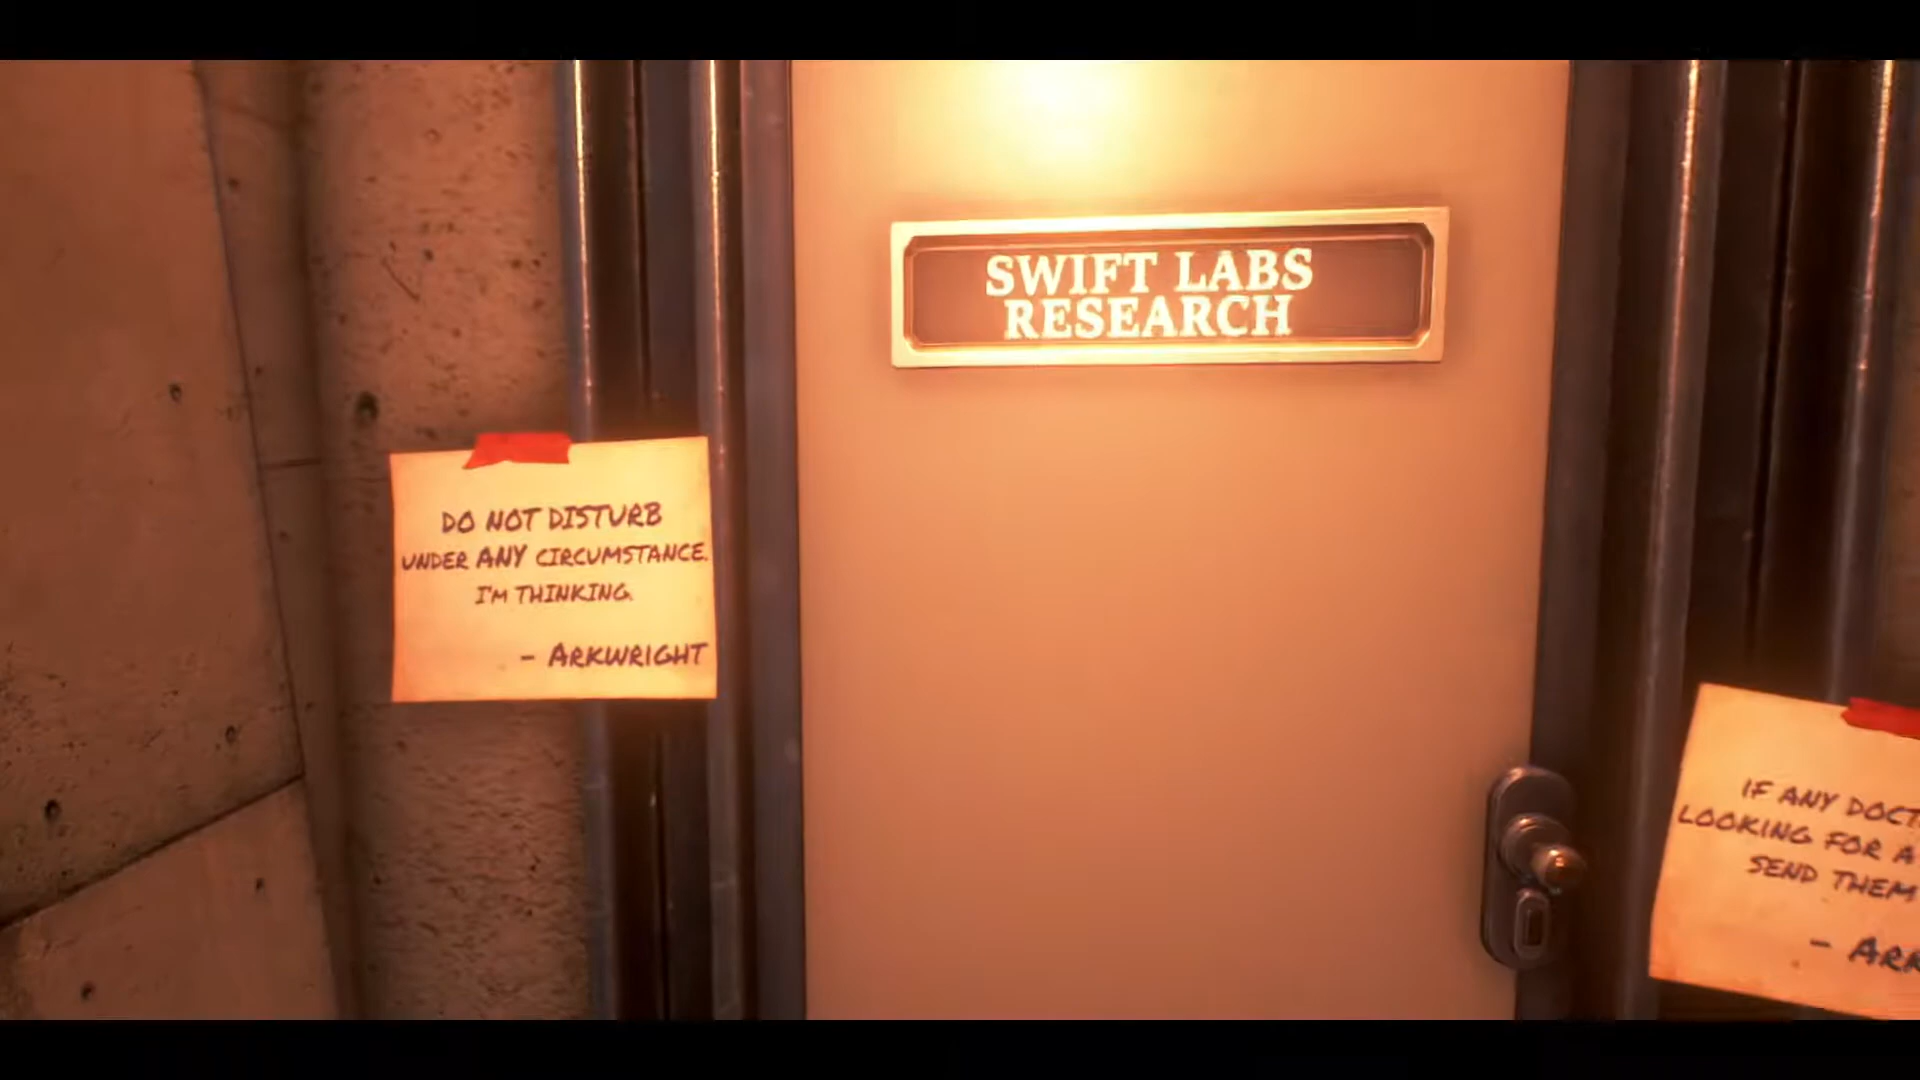 SWIFT LABS
RESEARCH
DO NOT DISTURB
UNDER ANY CIRCUMSTANCE.
I'M THINKING.
- ARKWRIGHT
IF ANY
LOOKING FOR A
SEND THEM
-